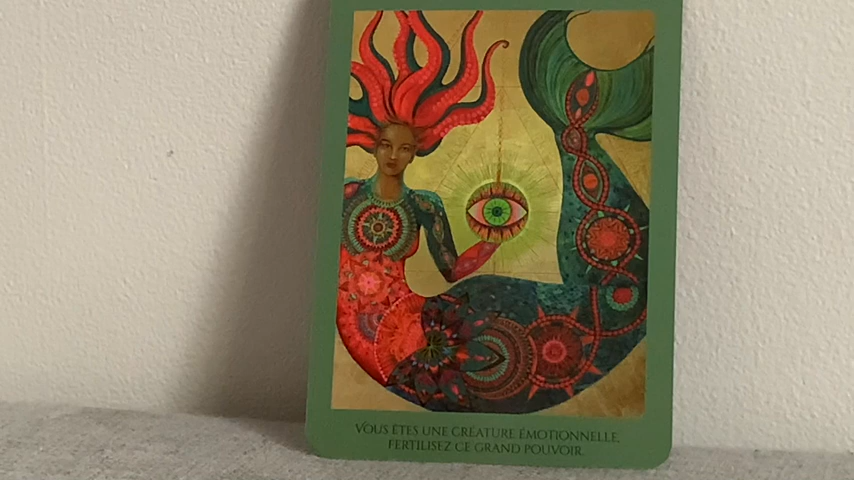 Vous êtes une créature émotionnelle,
fertilisez ce grand pouvoir.